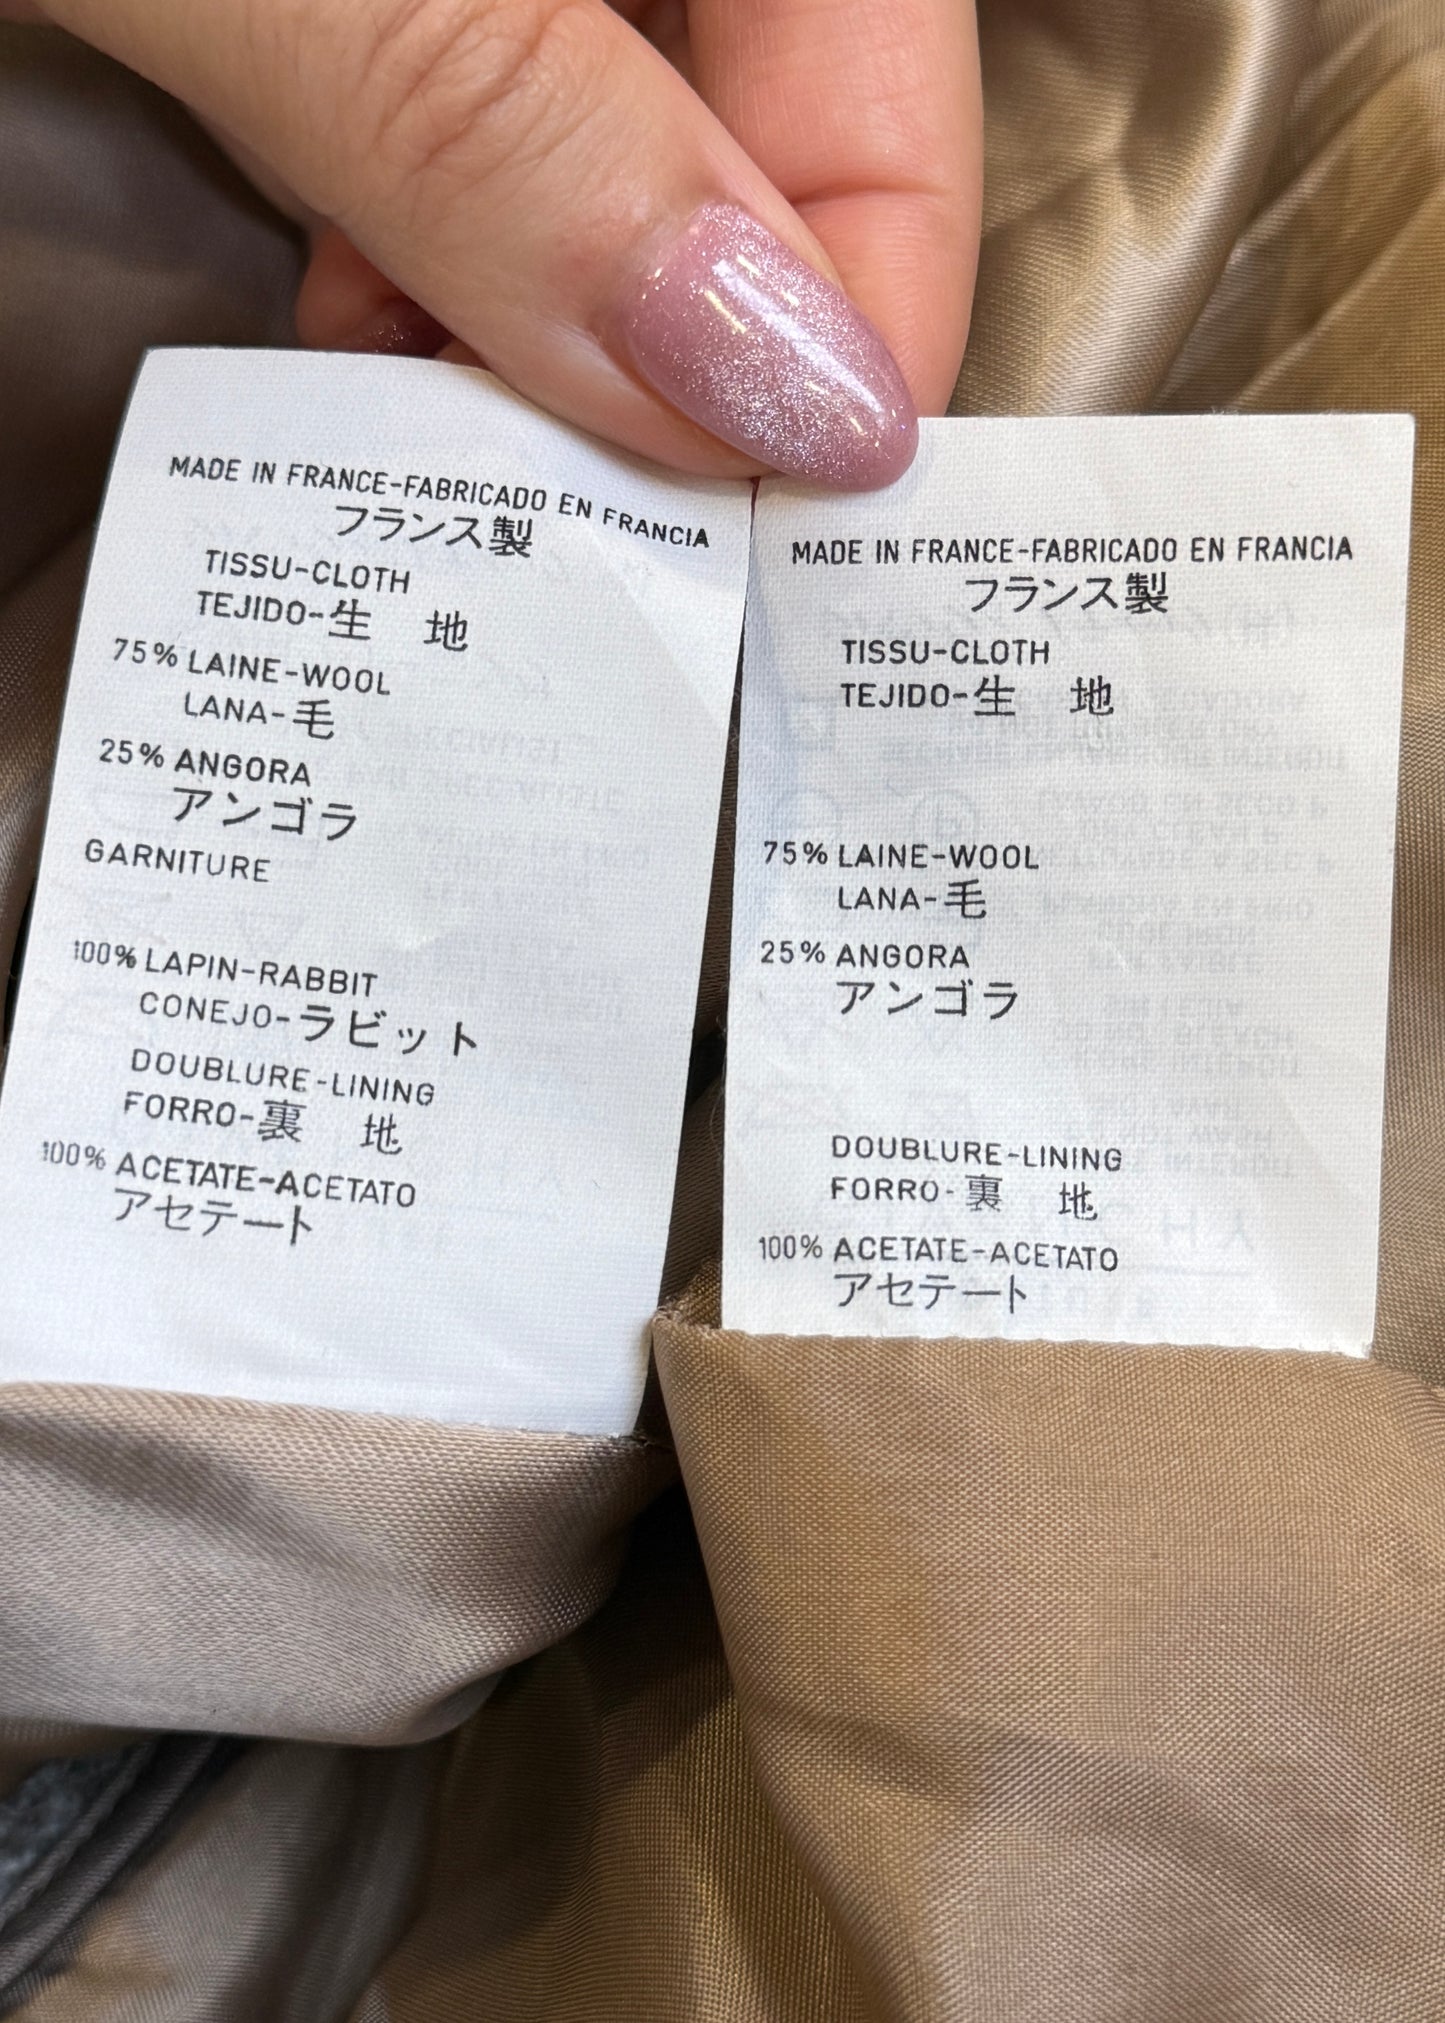 MADE IN FRANCE-FABRICADO EN FRANCIA
フランス製
TISSU-CLOTH
TEJIDO-生 地
75% LAINE-WOOL
LANA-毛
25% ANGORA
アンゴラ
GARNITURE
100% LAPIN-RABBIT
CONEJO-ラビット
DOUBLURE-LINING
FORRO-裏 地
100% ACETATE-ACETATO
アセテート
MADE IN FRANCE-FABRICADO EN FRANCIA
フランス製
TISSU-CLOTH
TEJIDO-生 地
75% LAINE-WOOL
LANA-毛
25% ANGORA
アンゴラ
DOUBLURE-LINING
FORRO-裏 地
100% ACETATE-ACETATO
アセテート